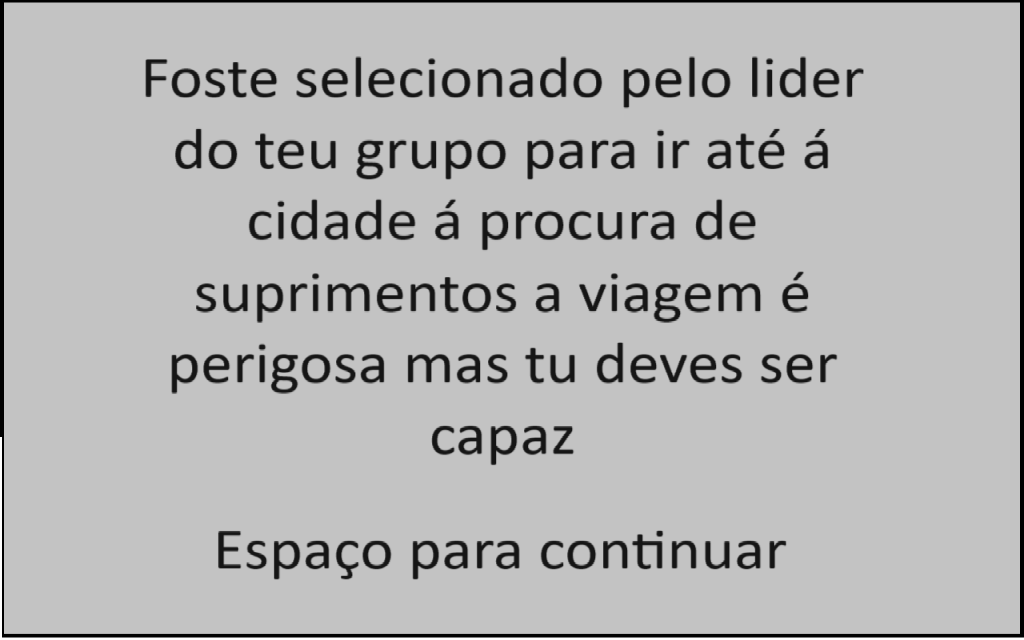 Foste selecionado pelo lider
do teu grupo para ir até á
cidade á procura de
suprimentos a viagem é
perigosa mas tu deves ser
capaz
Espaço para continuar